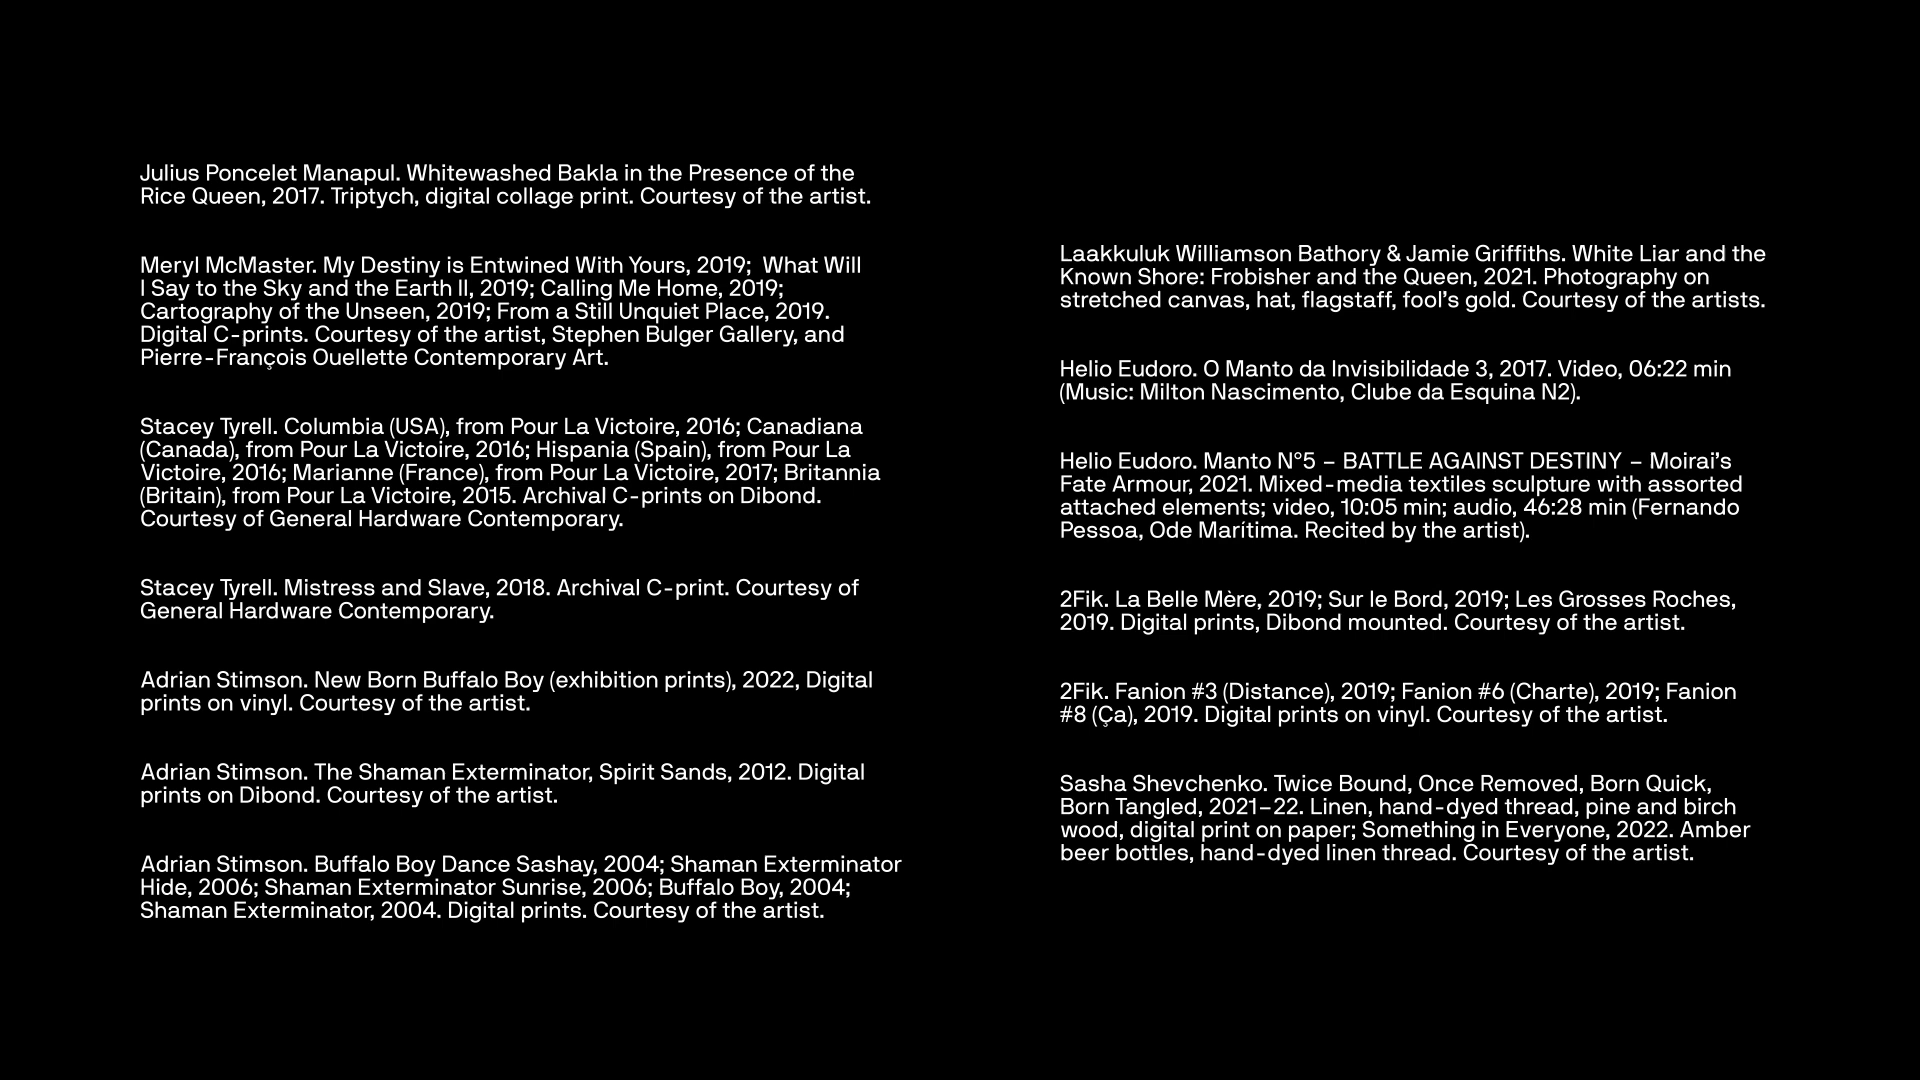 Julius Poncelet Manapul. Whitewashed Bakla in the Presence of the
Rice Queen, 2017. Triptych, digital collage print. Courtesy of the artist.
Meryl McMaster. My Destiny is Entwined With Yours, 2019;  What Will
I Say to the Sky and the Earth II, 2019; Calling Me Home, 2019;
Cartography of the Unseen, 2019; From a Still Unquiet Place, 2019.
Digital C-prints. Courtesy of the artist, Stephen Bulger Gallery, and
Pierre-François Ouellette Contemporary Art.
Stacey Tyrell. Columbia (USA), from Pour La Victoire, 2016; Canadiana
(Canada), from Pour La Victoire, 2016; Hispania (Spain), from Pour La
Victoire, 2016; Marianne (France), from Pour La Victoire, 2017; Britannia
(Britain), from Pour La Victoire, 2015. Archival C-prints on Dibond.
Courtesy of General Hardware Contemporary.
Stacey Tyrell. Mistress and Slave, 2018. Archival C-print. Courtesy of
General Hardware Contemporary.
Adrian Stimson. New Born Buffalo Boy (exhibition prints), 2022, Digital
prints on vinyl. Courtesy of the artist.
Adrian Stimson. The Shaman Exterminator, Spirit Sands, 2012. Digital
prints on Dibond. Courtesy of the artist.
Adrian Stimson. Buffalo Boy Dance Sashay, 2004; Shaman Exterminator
Hide, 2006; Shaman Exterminator Sunrise, 2006; Buffalo Boy, 2004;
Shaman Exterminator, 2004. Digital prints. Courtesy of the artist.
Laakkuluk Williamson Bathory & Jamie Griffiths. White Liar and the
Known Shore: Frobisher and the Queen, 2021. Photography on
stretched canvas, hat, flagstaff, fool's gold. Courtesy of the artists.
Helio Eudoro. O Manto da Invisibilidade 3, 2017. Video, 06:22 min
(Music: Milton Nascimento, Clube da Esquina N2).
Helio Eudoro. Manto N°5 – BATTLE AGAINST DESTINY – Moirai's
Fate Armour, 2021. Mixed-media textiles sculpture with assorted
attached elements; video, 10:05 min; audio, 46:28 min (Fernando
Pessoa, Ode Marítima. Recited by the artist).
2Fik. La Belle Mère, 2019; Sur le Bord, 2019; Les Grosses Roches,
2019. Digital prints, Dibond mounted. Courtesy of the artist.
2Fik. Fanion #3 (Distance), 2019; Fanion #6 (Charte), 2019; Fanion
#8 (Ça), 2019. Digital prints on vinyl. Courtesy of the artist.
Sasha Shevchenko. Twice Bound, Once Removed, Born Quick,
Born Tangled, 2021–22. Linen, hand-dyed thread, pine and birch
wood, digital print on paper; Something in Everyone, 2022. Amber
beer bottles, hand-dyed linen thread. Courtesy of the artist.